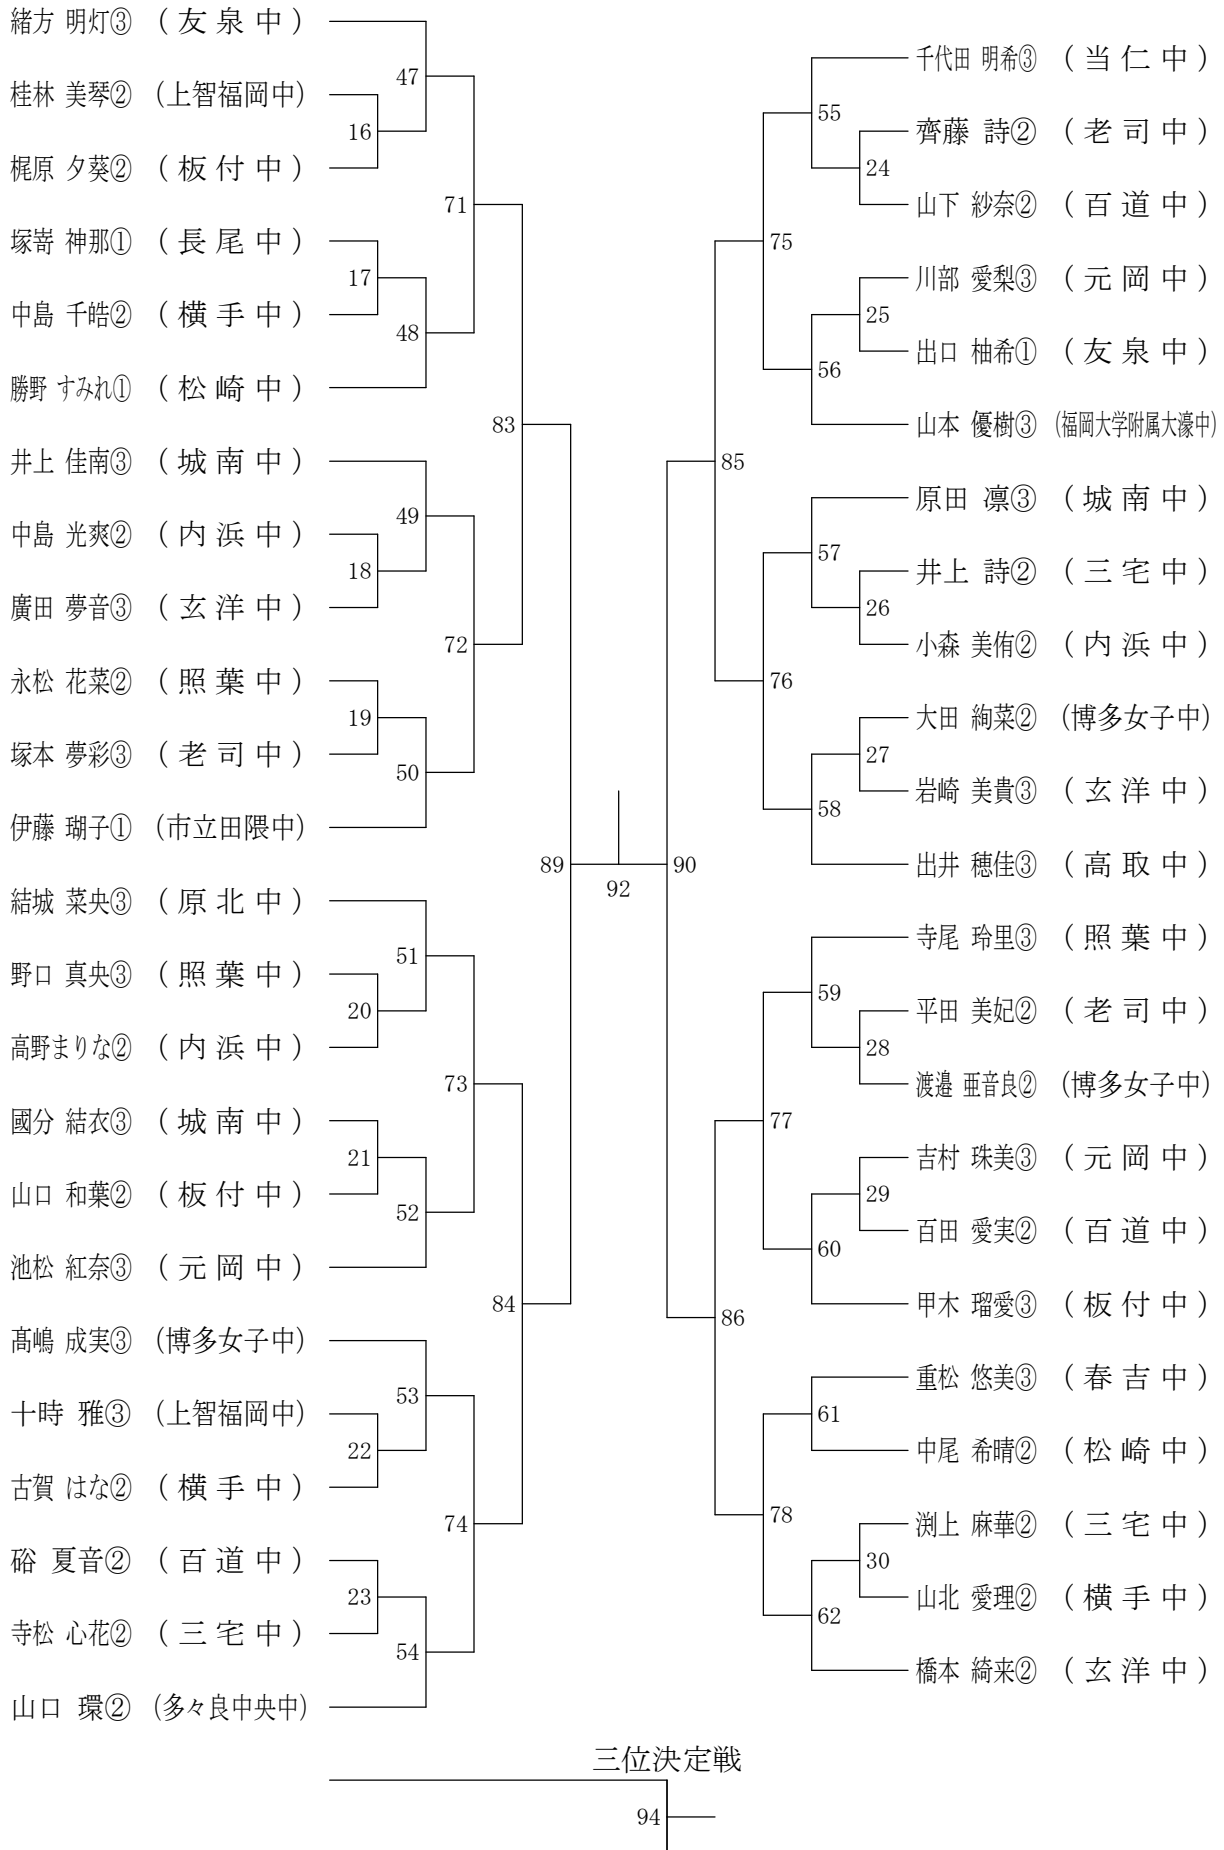 緒方 明灯③ (友泉中)
47
桂林 美琴② (上智福岡中)
16
梶原 夕葵② (板付中)
71
塚嵜 神那① (長尾中)
17
中島 千皓② (横手中)
48
勝野 すみれ① (松崎中)
83
井上 佳南③ (城南中)
49
中島 光爽② (内浜中)
18
廣田 夢音③ (玄洋中)
72
永松 花菜② (照葉中)
19
塚本 夢彩③ (老司中)
50
伊藤 瑚子① (市立田隈中)
89
結城 菜央③ (原北中)
51
野口 真央③ (照葉中)
20
高野まりな② (内浜中)
73
國分 結衣③ (城南中)
21
山口 和葉② (板付中)
52
池松 紅奈③ (元岡中)
84
髙嶋 成実③ (博多女子中)
53
十時 雅③ (上智福岡中)
22
古賀 はな② (横手中)
74
硲 夏音② (百道中)
23
寺松 心花② (三宅中)
54
山口 環② (多々良中央中)
92
千代田 明希③ (当仁中)
55
齊藤 詩② (老司中)
24
山下 紗奈② (百道中)
75
川部 愛梨③ (元岡中)
25
出口 柚希① (友泉中)
56
山本 優樹③ (福岡大学附属大濠中)
85
原田 凛③ (城南中)
57
井上 詩② (三宅中)
26
小森 美侑② (内浜中)
76
大田 絢菜② (博多女子中)
27
岩崎 美貴③ (玄洋中)
58
出井 穂佳③ (高取中)
90
寺尾 玲里③ (照葉中)
59
平田 美妃② (老司中)
28
渡邉 亜音良② (博多女子中)
77
吉村 珠美③ (元岡中)
29
百田 愛実② (百道中)
60
甲木 瑠愛③ (板付中)
86
重松 悠美③ (春吉中)
61
中尾 希晴② (松崎中)
78
渕上 麻華② (三宅中)
30
山北 愛理② (横手中)
62
橋本 綺来② (玄洋中)
三位決定戦
94